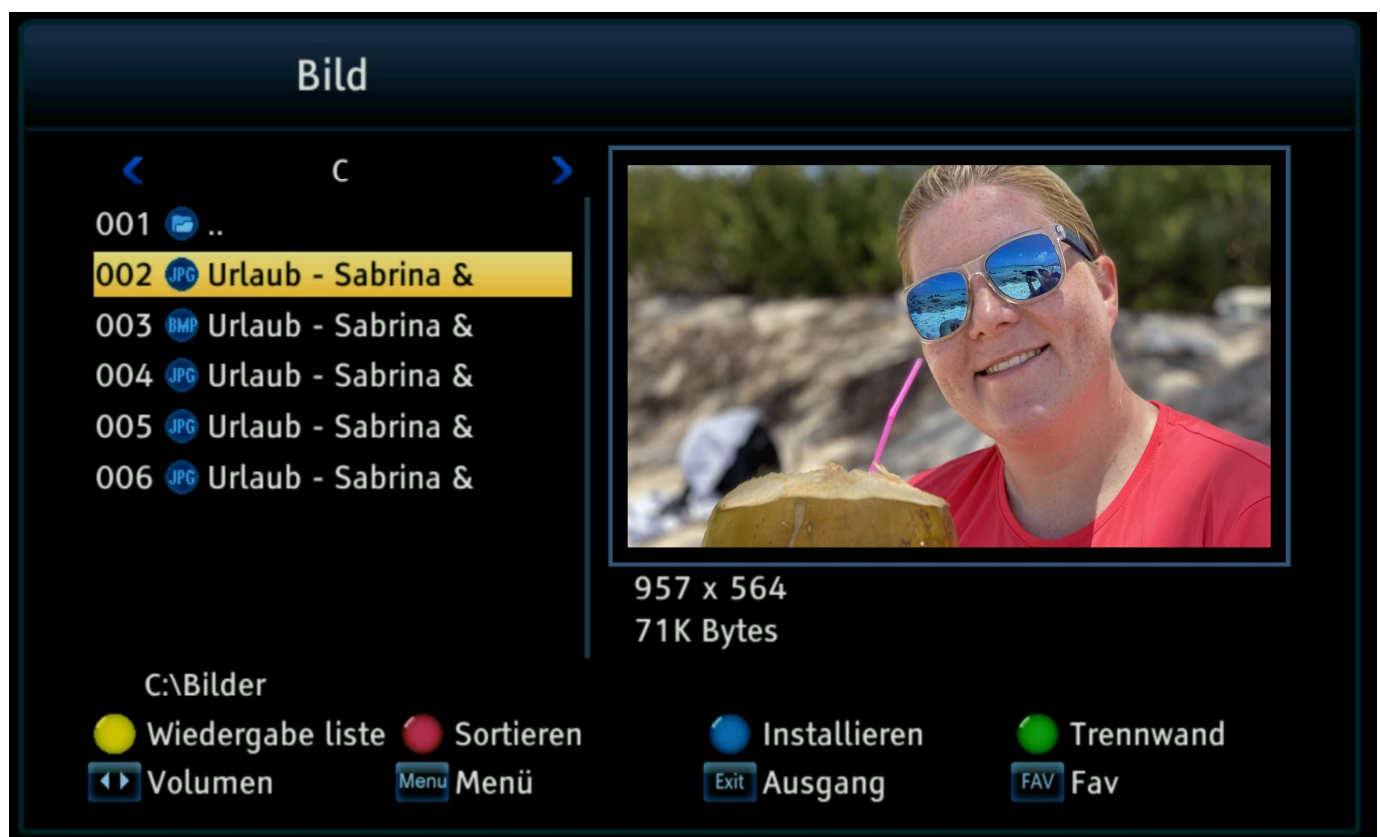 Bild
C
001 ..
002 JPG Urlaub - Sabrina &
003 BMP Urlaub - Sabrina &
004 JPG Urlaub - Sabrina &
005 JPG Urlaub - Sabrina &
006 JPG Urlaub - Sabrina &
957 x 564
71K Bytes
C:\Bilder
Wiedergabe liste Sortieren Installieren Trennwand
Volumen Menu Menü Exit Ausgang FAV Fav